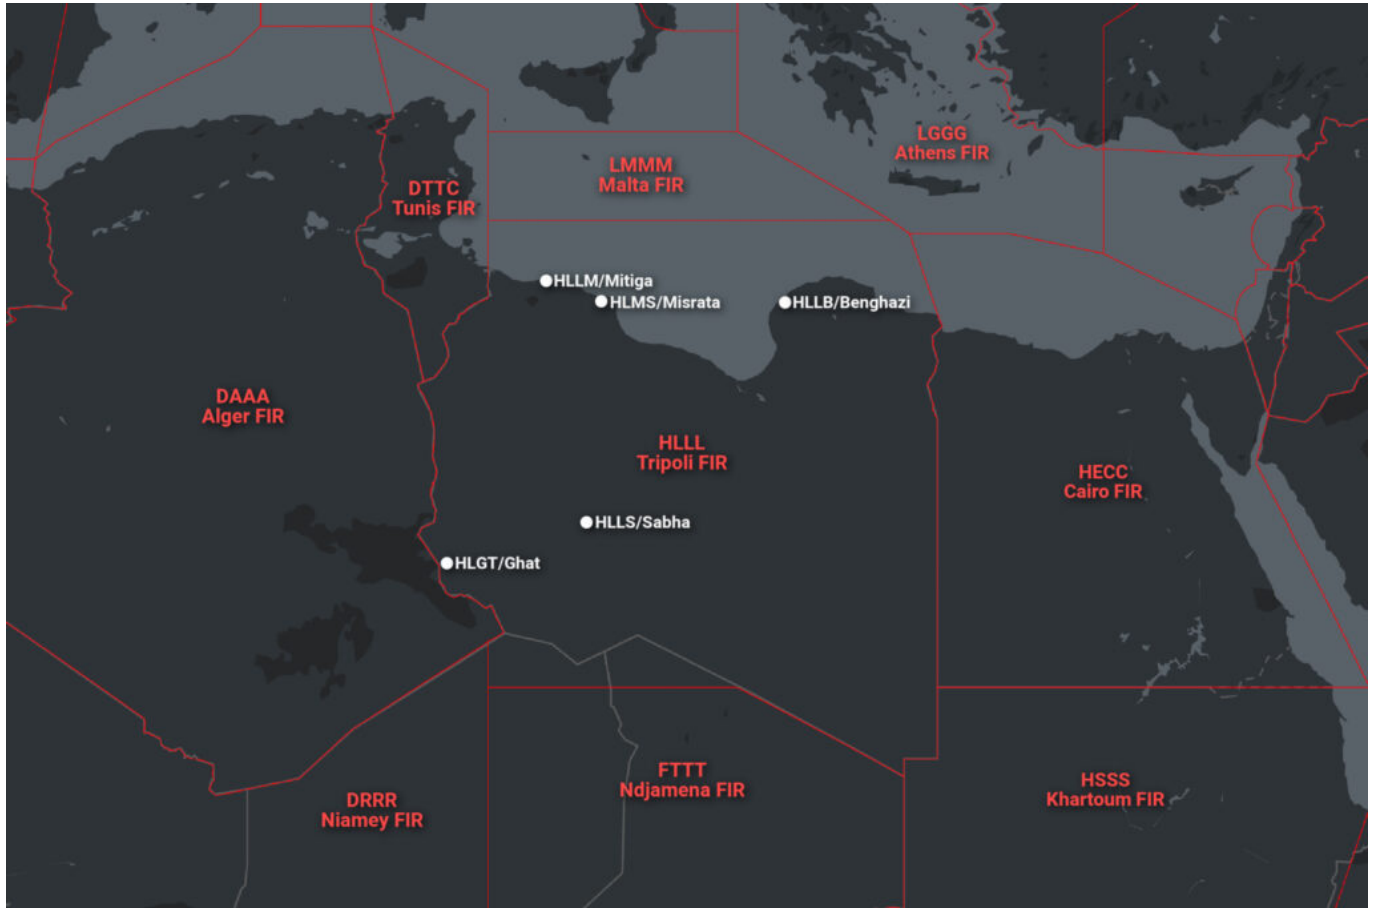 LGGG
Athens FIR
LMMM
Malta FIR
DTTC
Tunis FIR
HLLM/Mitiga
HLMS/Misrata
HLLB/Benghazi
DAAA
Alger FIR
HLLL
Tripoli FIR
HECC
Cairo FIR
HLLS/Sabha
HLGT/Ghat
FTTT
Ndjamena FIR
HSSS
Khartoum FIR
DRRR
Niamey FIR